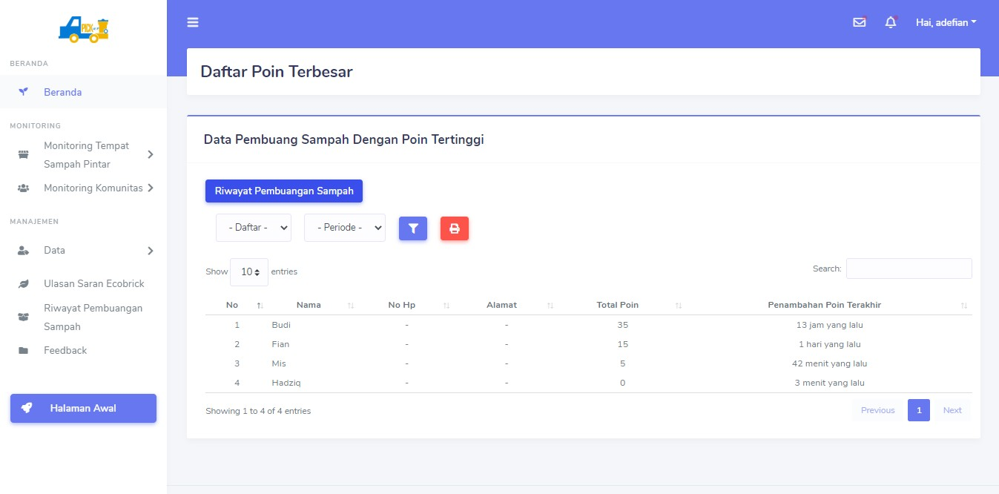 PICK
BERANDA
Beranda
MONITORING
Monitoring Tempat
Sampah Pintar
Monitoring Komunitas
MANAJEMEN
Data
Ulasan Saran Ecobrick
Riwayat Pembuangan
Sampah
Feedback
Halaman Awal
Hai, adefian
Daftar Poin Terbesar
Data Pembuang Sampah Dengan Poin Tertinggi
Riwayat Pembuangan Sampah
- Daftar - - Periode -
Show 10 entries Search:
No Nama No Hp Alamat Total Poin Penambahan Poin Terakhir
1 Budi - - 35 13 jam yang lalu
2 Fian - - 15 1 hari yang lalu
3 Mis - - 5 42 menit yang lalu
4 Hadziq - - 0 3 menit yang lalu
Showing 1 to 4 of 4 entries Previous 1 Next